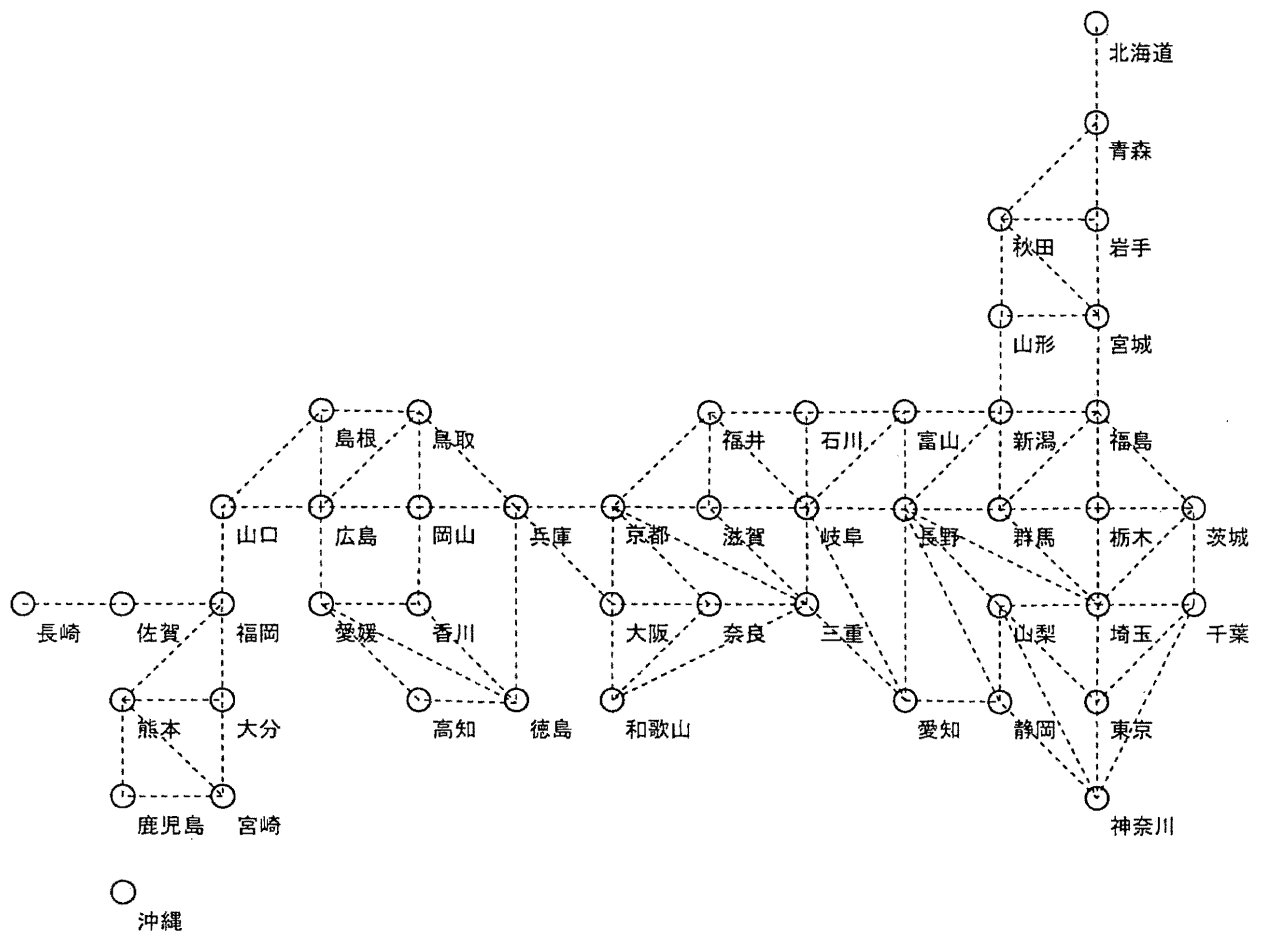 北海道
青森
秋田
岩手
山形
宮城
島根
鳥取
福井
石川
富山
新潟
福島
山口
広島
岡山
兵庫
京都
滋賀
岐阜
長野
群馬
栃木
茨城
長崎
佐賀
福岡
愛媛
香川
大阪
奈良
三重
山梨
埼玉
千葉
熊本
大分
高知
徳島
和歌山
愛知
静岡
東京
鹿児島
宮崎
神奈川
沖縄